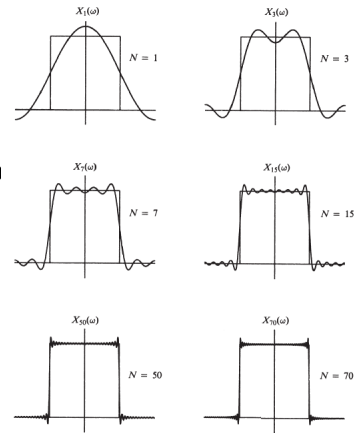 X₁(ω) X₃(ω)
N = 1 N = 3
X₇(ω) X₁₅(ω)
N = 7 N = 15
X₅₀(ω) X₇₀(ω)
N = 50 N = 70